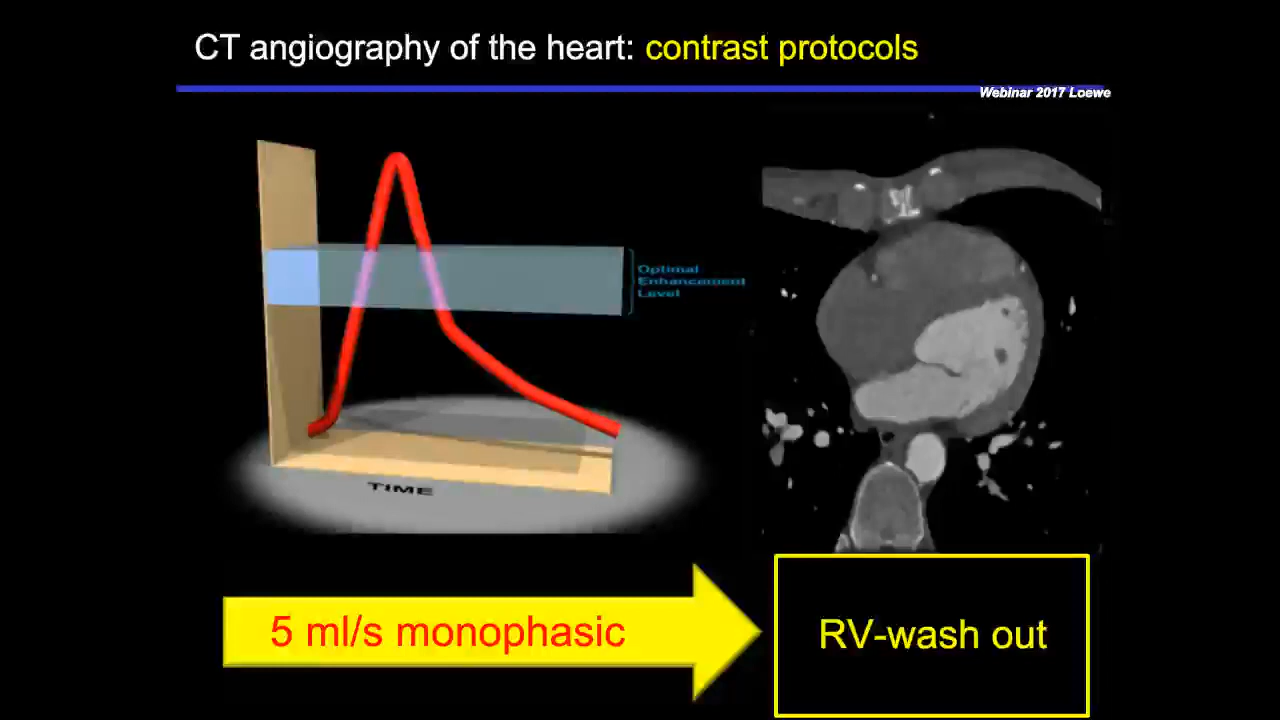 CT angiography of the heart: contrast protocols
Webinar 2017 Loewe
Optimal
Enhancement
Level
TIME
5 ml/s monophasic
RV-wash out